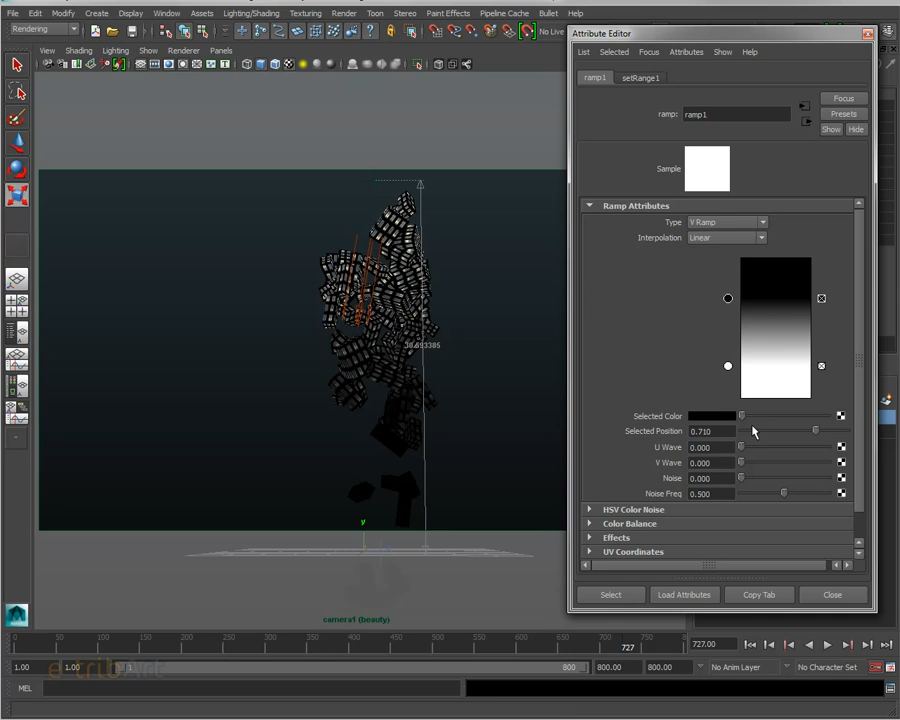 File Edit Modify Create Display Window Assets Lighting/Shading Texturing Render Toon Stereo Paint Effects Pipeline Cache Bullet Help
Rendering
No Live
View Shading Lighting Show Renderer Panels
Attribute Editor
List Selected Focus Attributes Show Help
ramp1 setRange1
Focus
ramp: ramp1
Presets
Show Hide
Sample
Ramp Attributes
Type V Ramp
Interpolation Linear
Selected Color
Selected Position 0.710
U Wave 0.000
V Wave 0.000
Noise 0.000
Noise Freq 0.500
HSV Color Noise
Color Balance
Effects
UV Coordinates
Select Load Attributes Copy Tab Close
y
camera1 (beauty)
0 50 100 150 200 250 300 350 400 450 500 550 600 650 727 750 800
727.00
1.00 1.00 1 800 800.00 800.00 No Anim Layer No Character Set
MEL